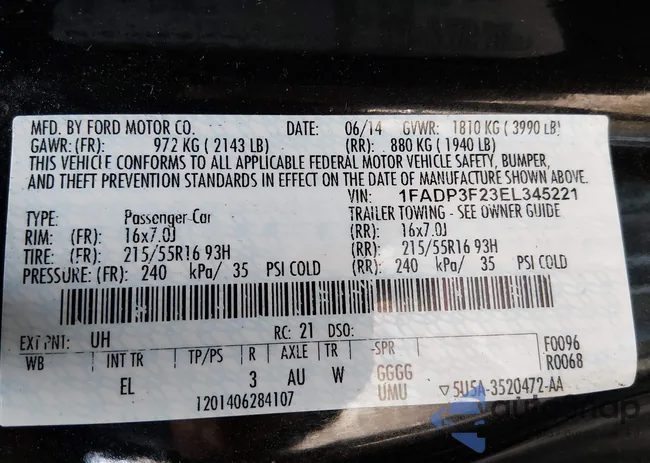 MFD. BY FORD MOTOR CO. DATE: 06/14 GVWR: 1810 KG ( 3990 LB)
GAWR: (FR): 972 KG ( 2143 LB) (RR): 880 KG ( 1940 LB)
THIS VEHICLE CONFORMS TO ALL APPLICABLE FEDERAL MOTOR VEHICLE SAFETY, BUMPER,
AND THEFT PREVENTION STANDARDS IN EFFECT ON THE DATE OF MANUFACTURE SHOWN ABOVE.
VIN: 1FADP3F23EL345221
TYPE: Passenger Car TRAILER TOWING - SEE OWNER GUIDE
RIM: (FR): 16x7.0J (RR): 16x7.0J
TIRE: (FR): 215/55R16 93H (RR): 215/55R16 93H
PRESSURE: (FR): 240 kPa/ 35 PSI COLD (RR): 240 kPa/ 35 PSI COLD
EXT PNT: UH RC: 21 DSO: F0096
WB INT TR TP/PS R AXLE TR -SPR R0068
EL 3 AU W GGGG
UMU ▽5U5A-3520472-AA
1201406284107
autosnap